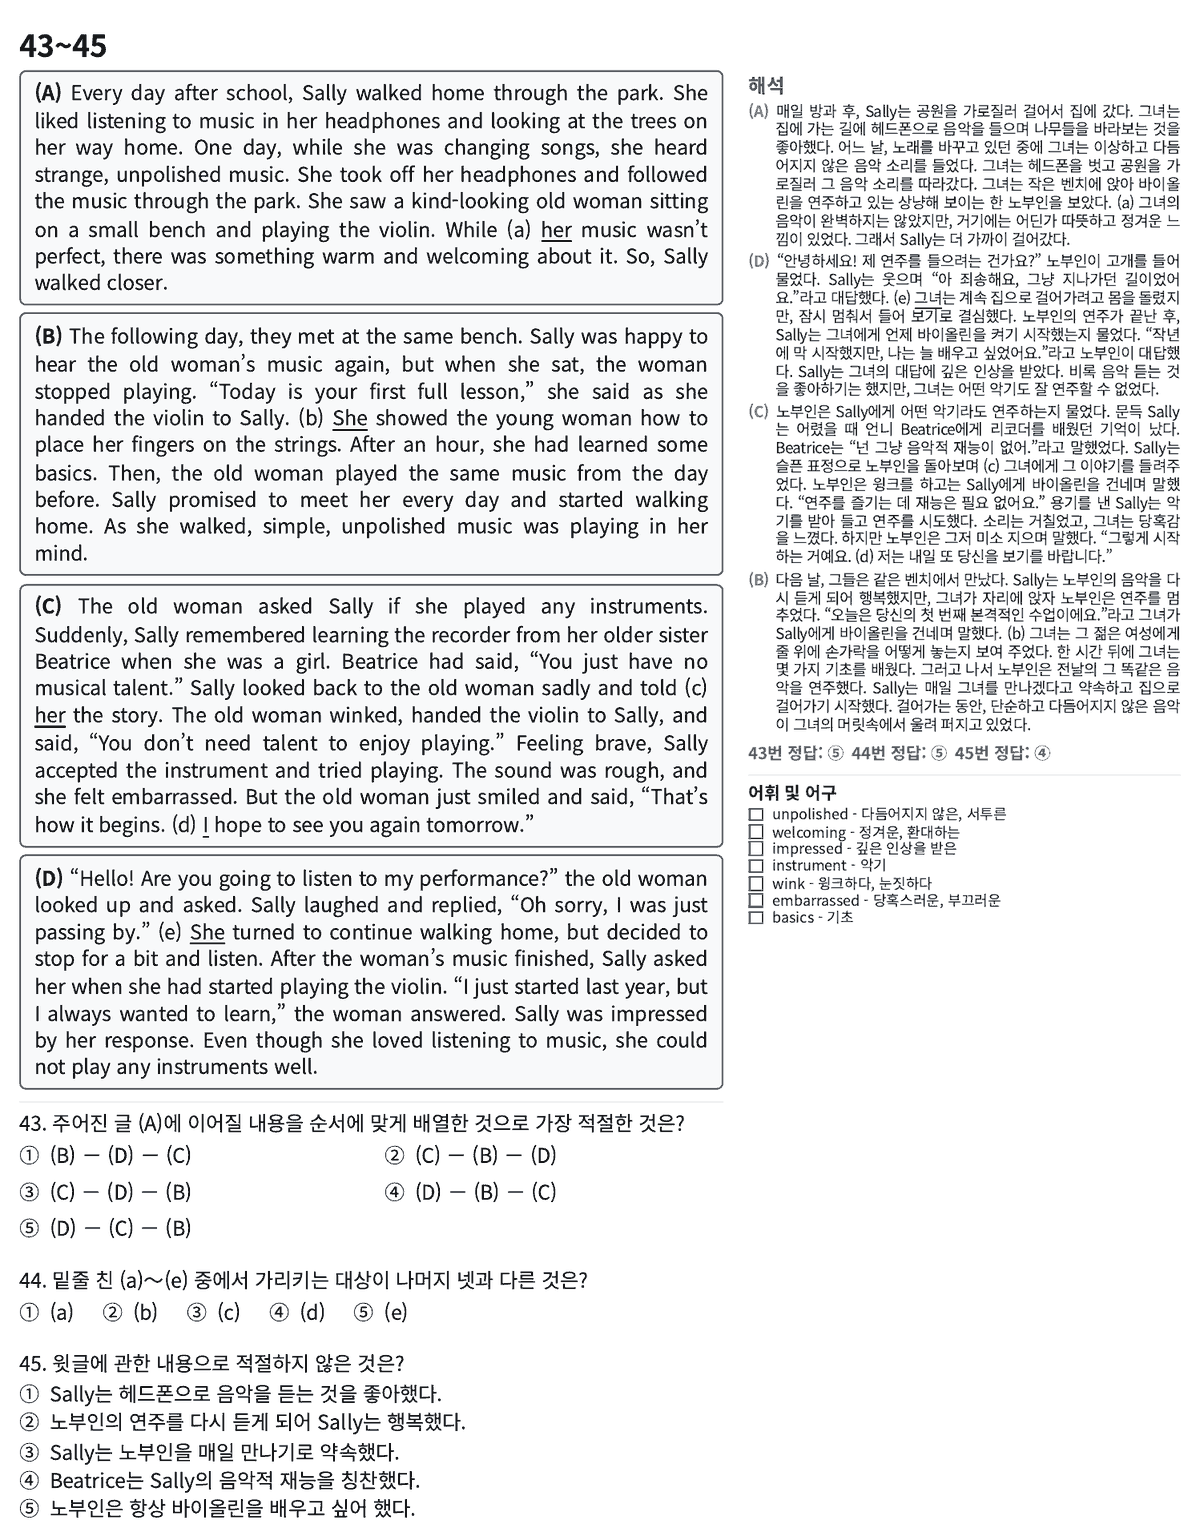 43~45
(A) Every day after school, Sally walked home through the park. She
liked listening to music in her headphones and looking at the trees on
her way home. One day, while she was changing songs, she heard
strange, unpolished music. She took off her headphones and followed
the music through the park. She saw a kind-looking old woman sitting
on a small bench and playing the violin. While (a) her music wasn’t
perfect, there was something warm and welcoming about it. So, Sally
walked closer.
(B) The following day, they met at the same bench. Sally was happy to
hear the old woman’s music again, but when she sat, the woman
stopped playing. “Today is your first full lesson,” she said as she
handed the violin to Sally. (b) She showed the young woman how to
place her fingers on the strings. After an hour, she had learned some
basics. Then, the old woman played the same music from the day
before. Sally promised to meet her every day and started walking
home. As she walked, simple, unpolished music was playing in her
mind.
(C) The old woman asked Sally if she played any instruments.
Suddenly, Sally remembered learning the recorder from her older sister
Beatrice when she was a girl. Beatrice had said, “You just have no
musical talent.” Sally looked back to the old woman sadly and told (c)
her the story. The old woman winked, handed the violin to Sally, and
said, “You don’t need talent to enjoy playing.” Feeling brave, Sally
accepted the instrument and tried playing. The sound was rough, and
she felt embarrassed. But the old woman just smiled and said, “That’s
how it begins. (d) I hope to see you again tomorrow.”
(D) “Hello! Are you going to listen to my performance?” the old woman
looked up and asked. Sally laughed and replied, “Oh sorry, I was just
passing by.” (e) She turned to continue walking home, but decided to
stop for a bit and listen. After the woman’s music finished, Sally asked
her when she had started playing the violin. “I just started last year, but
I always wanted to learn,” the woman answered. Sally was impressed
by her response. Even though she loved listening to music, she could
not play any instruments well.
43. 주어진 글 (A)에 이어질 내용을 순서에 맞게 배열한 것으로 가장 적절한 것은?
① (B) － (D) － (C)
② (C) － (B) － (D)
③ (C) － (D) － (B)
④ (D) － (B) － (C)
⑤ (D) － (C) － (B)
44. 밑줄 친 (a)～(e) 중에서 가리키는 대상이 나머지 넷과 다른 것은?
① (a) ② (b) ③ (c) ④ (d) ⑤ (e)
45. 윗글에 관한 내용으로 적절하지 않은 것은?
① Sally는 헤드폰으로 음악을 듣는 것을 좋아했다.
② 노부인의 연주를 다시 듣게 되어 Sally는 행복했다.
③ Sally는 노부인을 매일 만나기로 약속했다.
④ Beatrice는 Sally의 음악적 재능을 칭찬했다.
⑤ 노부인은 항상 바이올린을 배우고 싶어 했다.
해석
(A) 매일 방과 후, Sally는 공원을 가로질러 걸어서 집에 갔다. 그녀는
집에 가는 길에 헤드폰으로 음악을 들으며 나무들을 바라보는 것을
좋아했다. 어느 날, 노래를 바꾸고 있던 중에 그녀는 이상하고 다듬
어지지 않은 음악 소리를 들었다. 그녀는 헤드폰을 벗고 공원을 가
로질러 그 음악 소리를 따라갔다. 그녀는 작은 벤치에 앉아 바이올
린을 연주하고 있는 상냥해 보이는 한 노부인을 보았다. (a) 그녀의
음악이 완벽하지는 않았지만, 거기에는 어딘가 따뜻하고 정겨운 느
낌이 있었다. 그래서 Sally는 더 가까이 걸어갔다.
(D) “안녕하세요! 제 연주를 들으려는 건가요?” 노부인이 고개를 들어
물었다. Sally는 웃으며 “아 죄송해요, 그냥 지나가던 길이었어
요.”라고 대답했다. (e) 그녀는 계속 집으로 걸어가려고 몸을 돌렸지
만, 잠시 멈춰서 들어 보기로 결심했다. 노부인의 연주가 끝난 후,
Sally는 그녀에게 언제 바이올린을 켜기 시작했는지 물었다. “작년
에 막 시작했지만, 나는 늘 배우고 싶었어요.”라고 노부인이 대답했
다. Sally는 그녀의 대답에 깊은 인상을 받았다. 비록 음악 듣는 것
을 좋아하기는 했지만, 그녀는 어떤 악기도 잘 연주할 수 없었다.
(C) 노부인은 Sally에게 어떤 악기라도 연주하는지 물었다. 문득 Sally
는 어렸을 때 언니 Beatrice에게 리코더를 배웠던 기억이 났다.
Beatrice는 “넌 그냥 음악적 재능이 없어.”라고 말했었다. Sally는
슬픈 표정으로 노부인을 돌아보며 (c) 그녀에게 그 이야기를 들려주
었다. 노부인은 윙크를 하고는 Sally에게 바이올린을 건네며 말했
다. “연주를 즐기는 데 재능은 필요 없어요.” 용기를 낸 Sally는 악
기를 받아 들고 연주를 시도했다. 소리는 거칠었고, 그녀는 당혹감
을 느꼈다. 하지만 노부인은 그저 미소 지으며 말했다. “그렇게 시작
하는 거예요. (d) 저는 내일 또 당신을 보기를 바랍니다.”
(B) 다음 날, 그들은 같은 벤치에서 만났다. Sally는 노부인의 음악을 다
시 듣게 되어 행복했지만, 그녀가 자리에 앉자 노부인은 연주를 멈
추었다. “오늘은 당신의 첫 번째 본격적인 수업이에요.”라고 그녀가
Sally에게 바이올린을 건네며 말했다. (b) 그녀는 그 젊은 여성에게
줄 위에 손가락을 어떻게 놓는지 보여 주었다. 한 시간 뒤에 그녀는
몇 가지 기초를 배웠다. 그러고 나서 노부인은 전날의 그 똑같은 음
악을 연주했다. Sally는 매일 그녀를 만나겠다고 약속하고 집으로
걸어가기 시작했다. 걸어가는 동안, 단순하고 다듬어지지 않은 음악
이 그녀의 머릿속에서 울려 퍼지고 있었다.
43번 정답: ⑤ 44번 정답: ⑤ 45번 정답: ④
어휘 및 어구
unpolished - 다듬어지지 않은, 서투른
welcoming - 정겨운, 환대하는
impressed - 깊은 인상을 받은
instrument - 악기
wink - 윙크하다, 눈짓하다
embarrassed - 당혹스러운, 부끄러운
basics - 기초